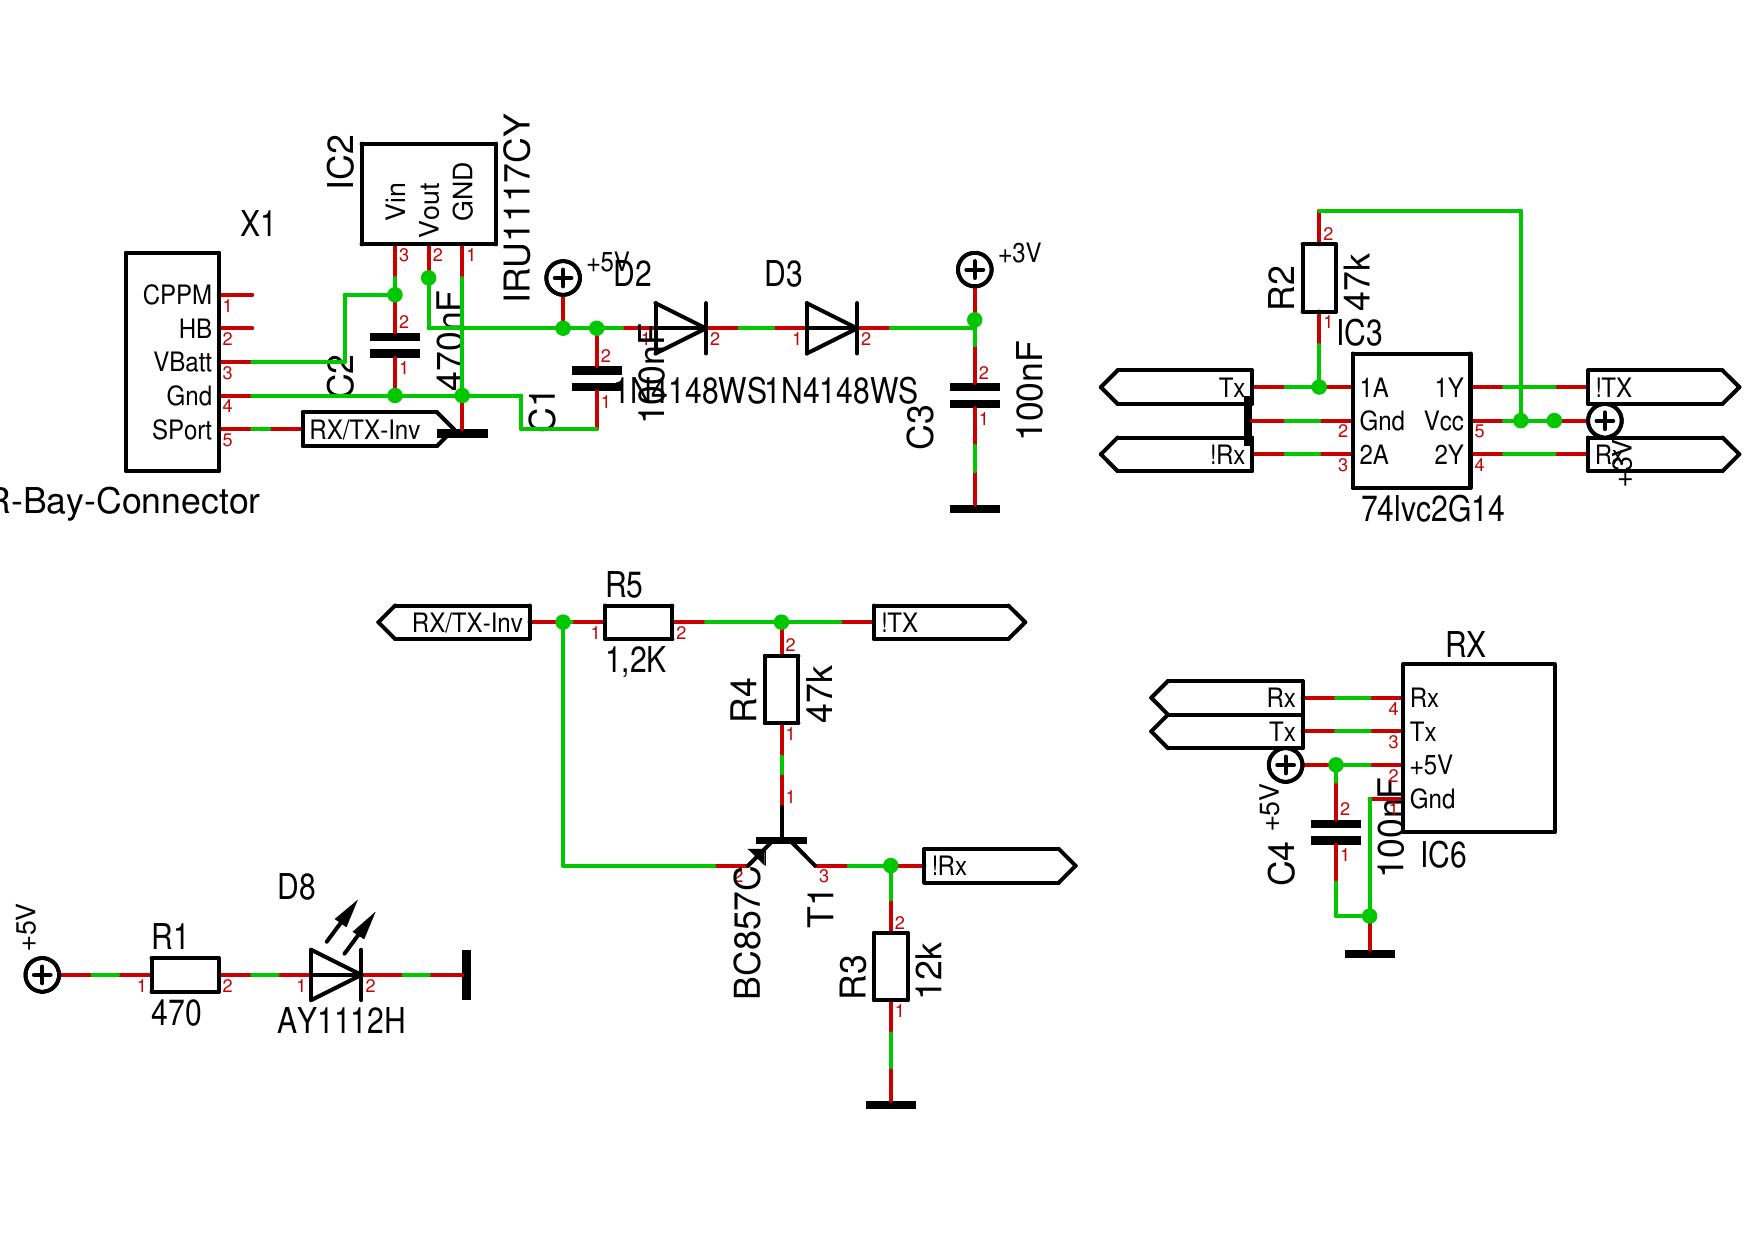 IC2
IRU1117CY
Vin
Vout
GND
3
2
1
X1
CPPM
1
HB
2
VBatt
3
Gnd
4
SPort
5
RX/TX-Inv
R-Bay-Connector
C2
470nF
2
1
+5V
D2
1
2
1N4148WS
D3
1
2
1N4148WS
C1
100nF
2
1
+3V
C3
100nF
2
1
R2
47k
2
1
IC3
Tx
1A
1Y
!TX
Gnd
2
Vcc
5
+3V
!Rx
2A
3
2Y
4
Rx
74lvc2G14
RX/TX-Inv
R5
1
2
1,2K
!TX
R4
47k
2
1
1
2
3
BC857C
T1
!Rx
R3
12k
2
1
RX
Rx
4
Rx
Tx
3
Tx
+5V
2
+5V
1
Gnd
C4
100nF
2
1
IC6
+5V
R1
1
2
470
D8
1
2
AY1112H